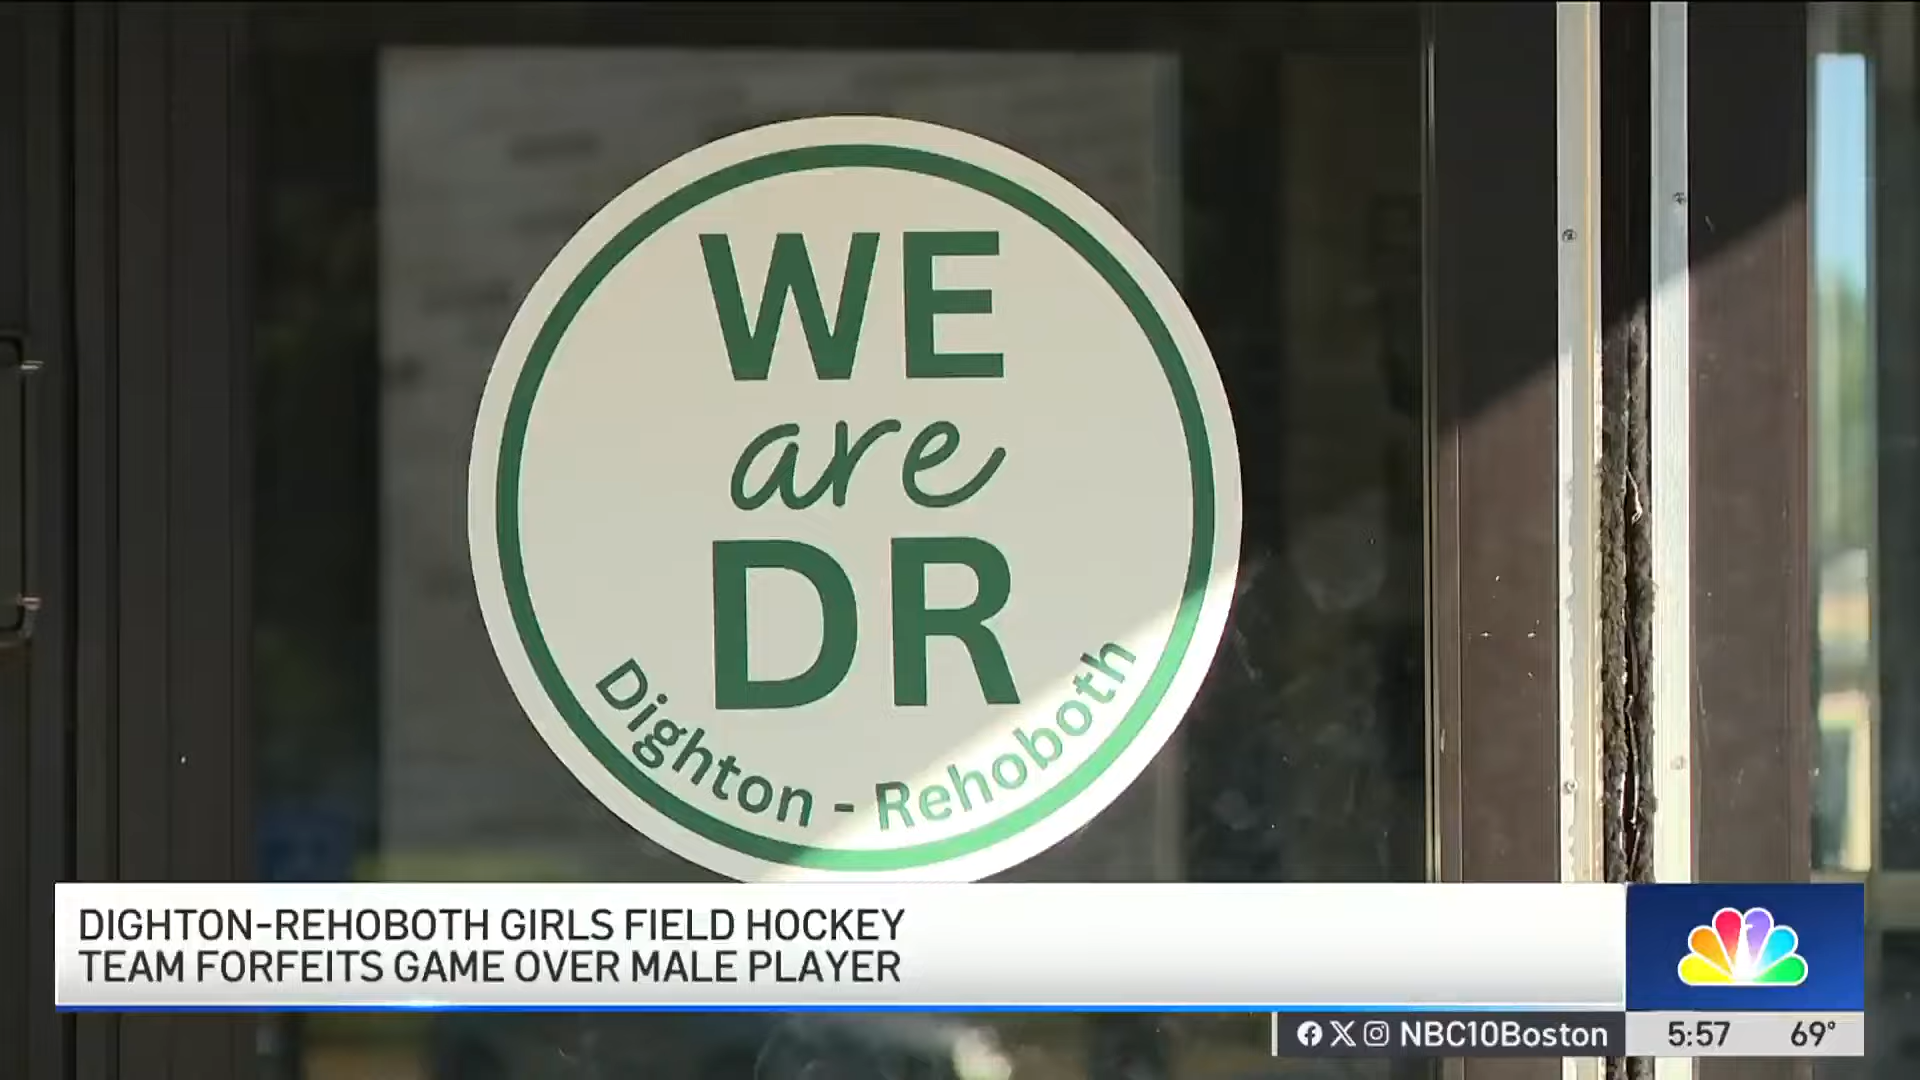 WE
are
DR
Dighton - Rehoboth
DIGHTON-REHOBOTH GIRLS FIELD HOCKEY
TEAM FORFEITS GAME OVER MALE PLAYER
NBC10Boston
5:57 69°